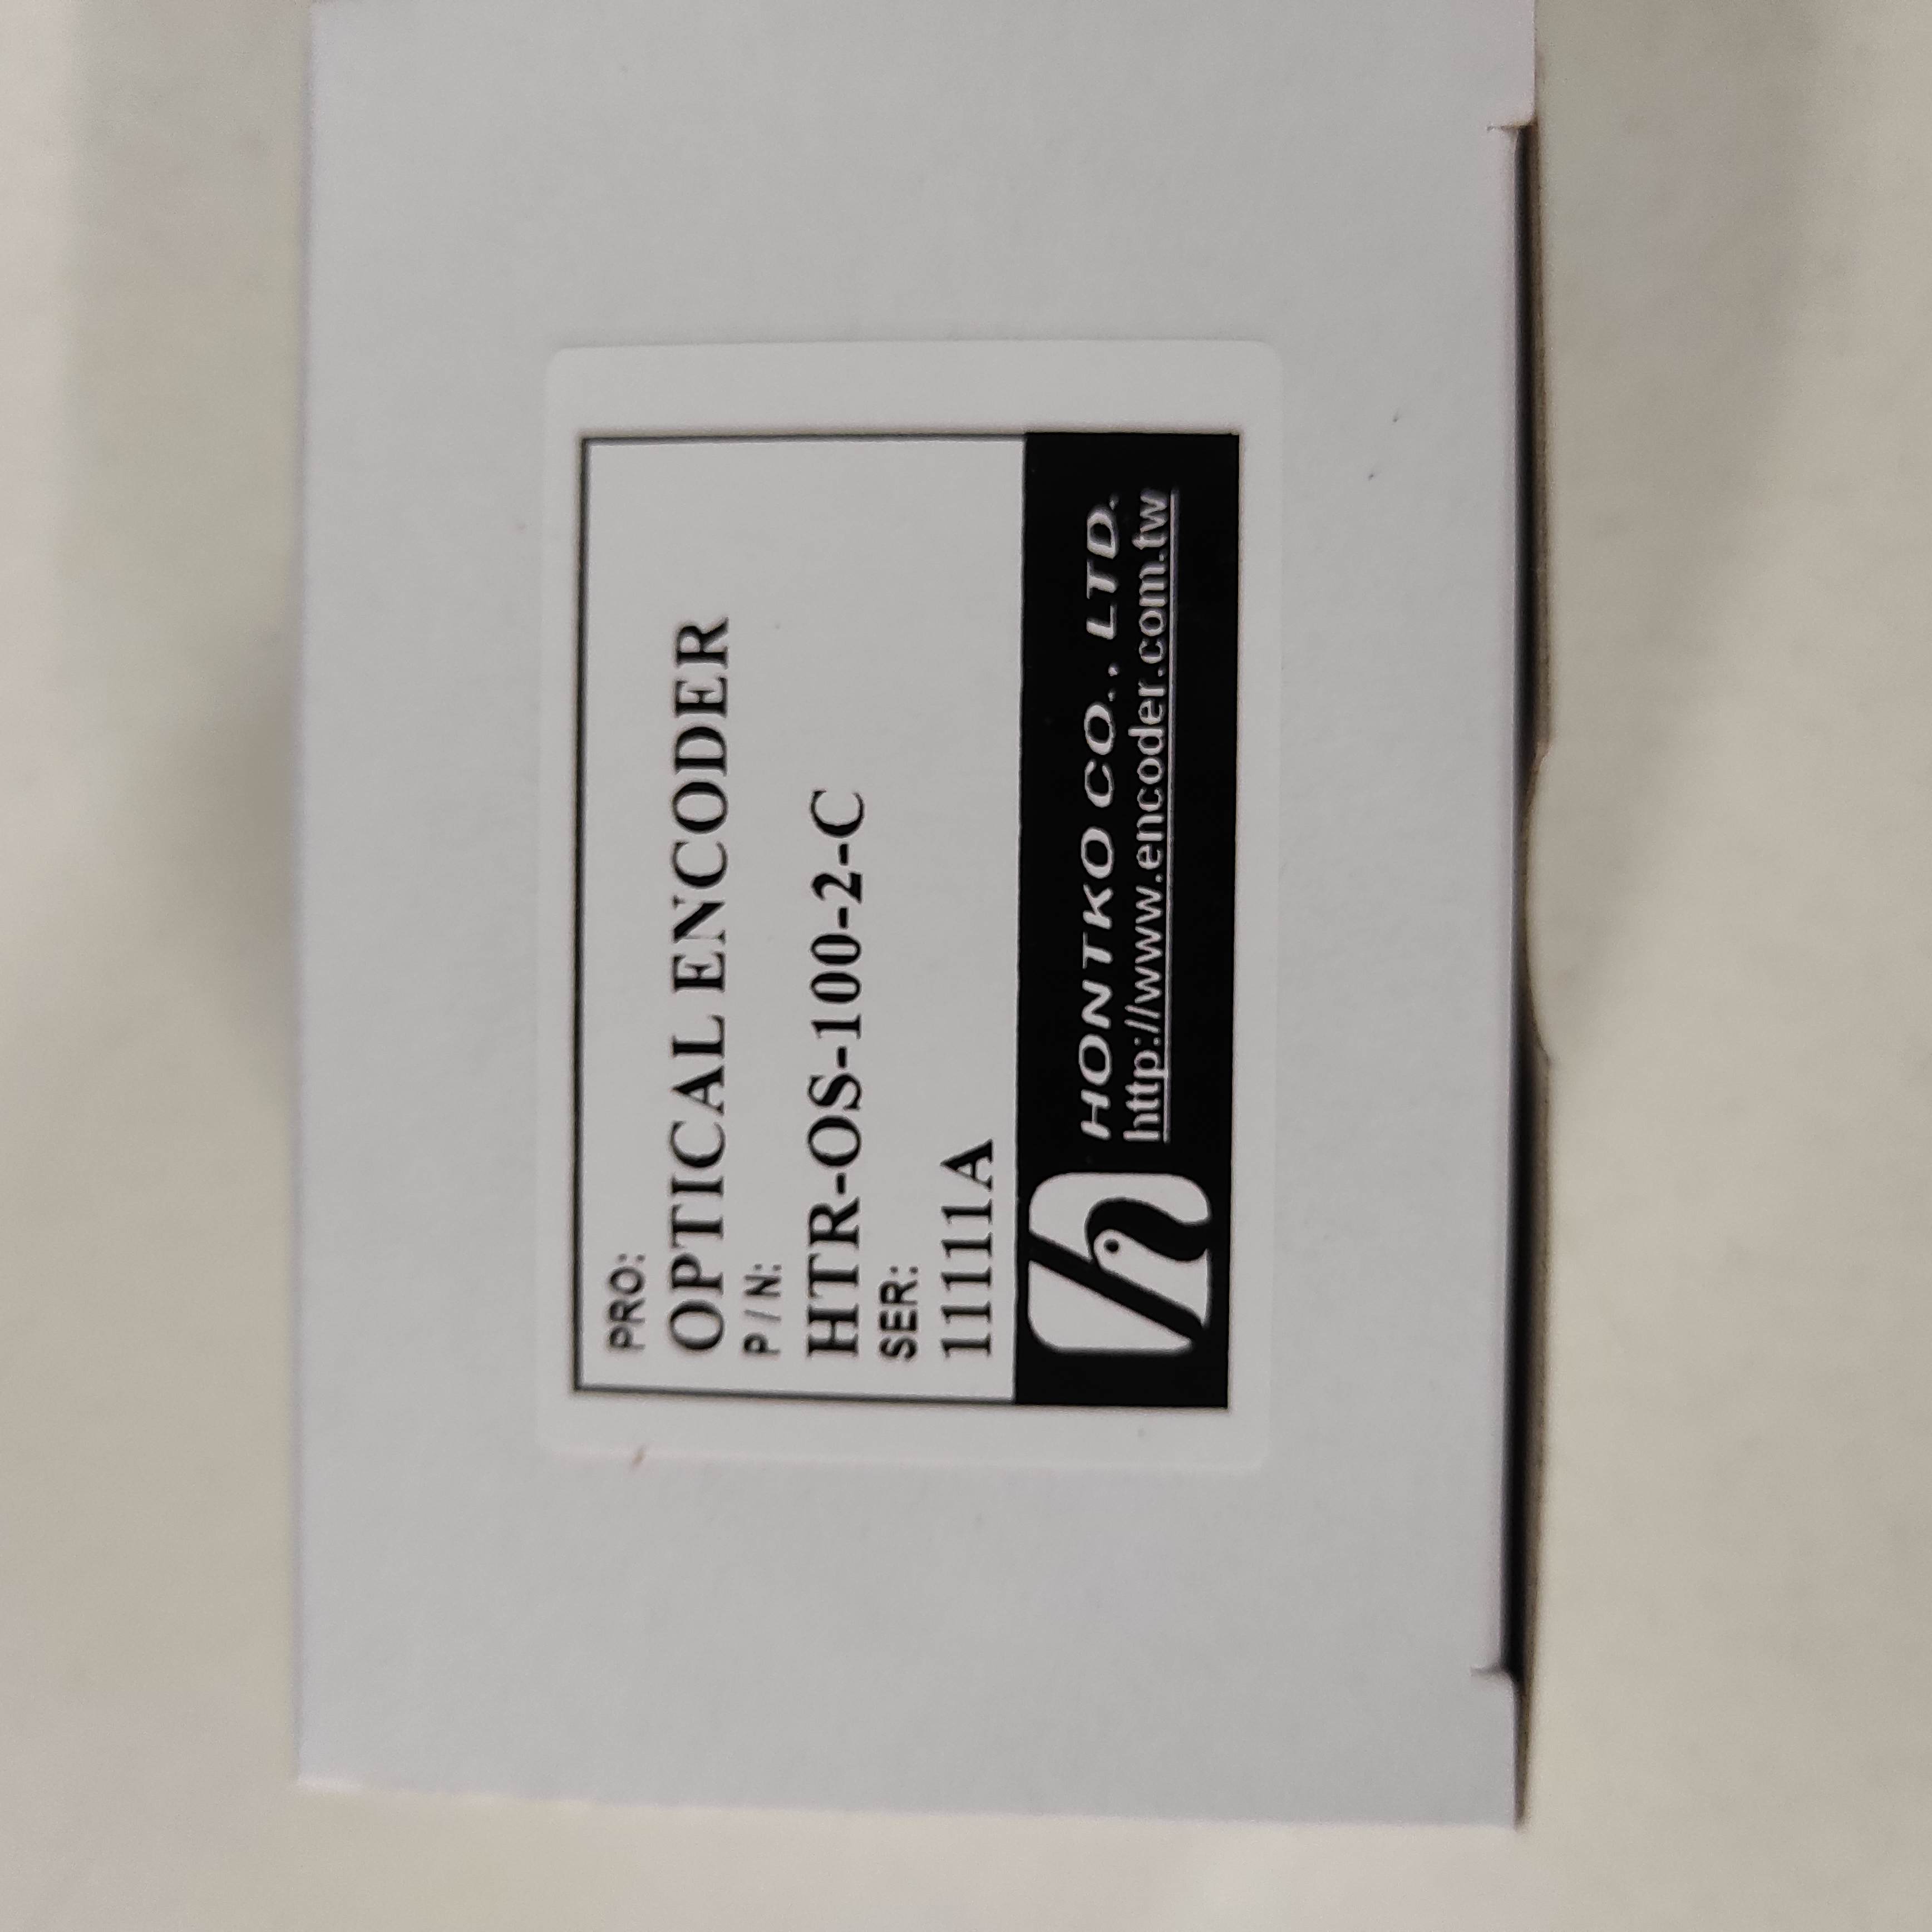 PRO:
OPTICAL ENCODER
P/N:
HTR-OS-100-2-C
SER:
11111A
HONTKO CO., LTD.
http://www.encoder.com.tw